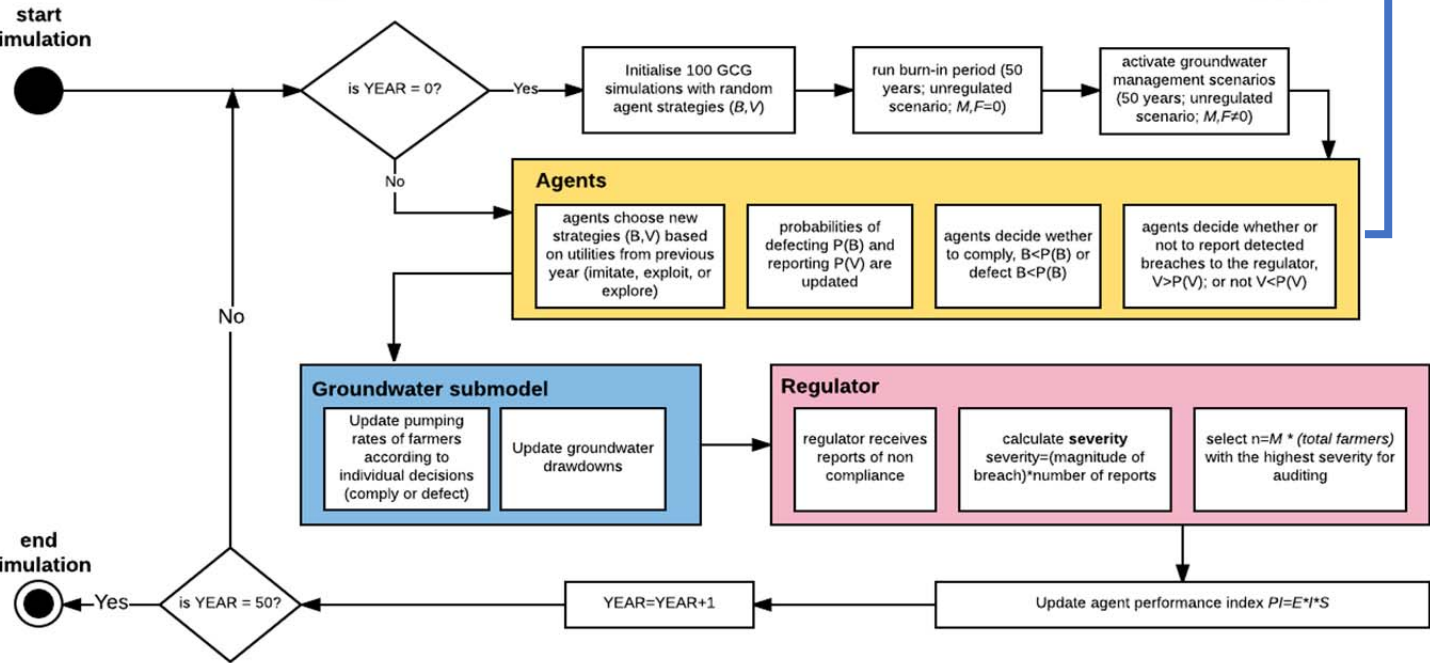 start
imulation
is YEAR = 0?
Yes
Initialise 100 GCG
simulations with random
agent strategies (B,V)
run burn-in period (50
years; unregulated
scenario; M,F=0)
activate groundwater
management scenarios
(50 years; unregulated
scenario; M,F≠0)
No
Agents
agents choose new
strategies (B,V) based
on utilities from previous
year (imitate, exploit, or
explore)
probabilities of
defecting P(B) and
reporting P(V) are
updated
agents decide wether
to comply, B<P(B) or
defect B<P(B)
agents decide whether or
not to report detected
breaches to the regulator,
V>P(V); or not V<P(V)
No
Groundwater submodel
Update pumping
rates of farmers
according to
individual decisions
(comply or defect)
Update groundwater
drawdowns
Regulator
regulator receives
reports of non
compliance
calculate severity
severity=(magnitude of
breach)*number of reports
select n=M * (total farmers)
with the highest severity for
auditing
end
imulation
Yes
is YEAR = 50?
YEAR=YEAR+1
Update agent performance index PI=E*I*S